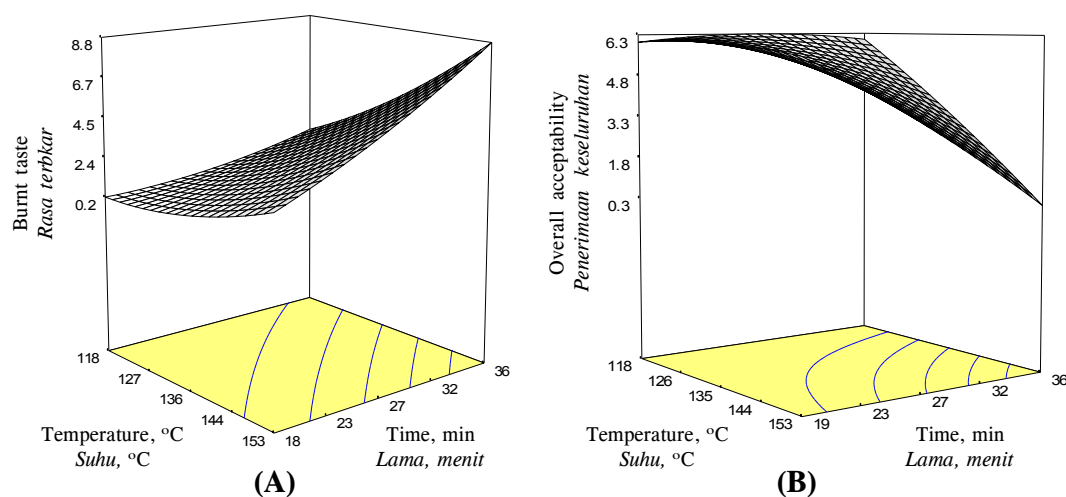 8.8
6.7
4.5
2.4
0.2
Burnt taste
Rasa terbkar
118
127
136
144
153
18
23
27
32
36
Temperature, °C
Suhu, °C
Time, min
Lama, menit
(A)
6.3
4.8
3.3
1.8
0.3
Overall acceptability
Penerimaan keseluruhan
118
126
135
144
153
19
23
27
32
36
Temperature, °C
Suhu, °C
Time, min
Lama, menit
(B)